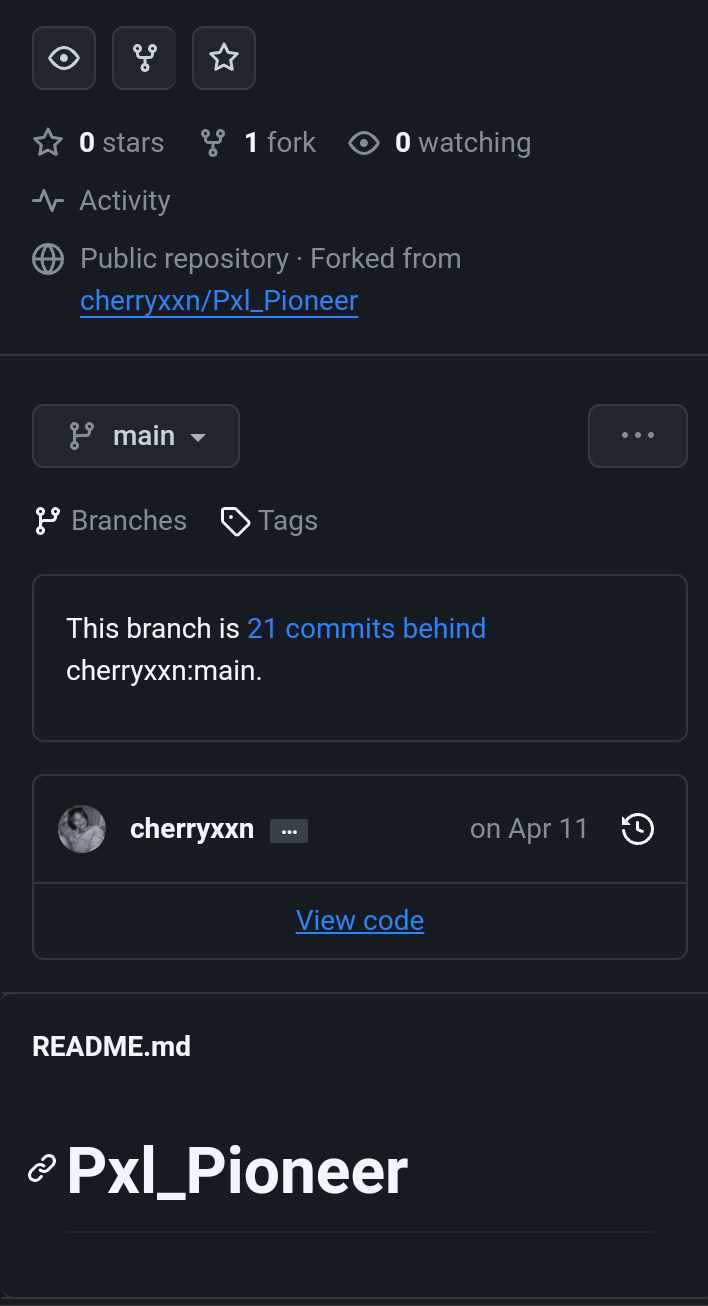 0 stars 1 fork 0 watching
Activity
Public repository · Forked from
cherryxxn/Pxl_Pioneer
main
Branches Tags
This branch is 21 commits behind
cherryxxn:main.
cherryxxn ... on Apr 11
View code
README.md
Pxl_Pioneer